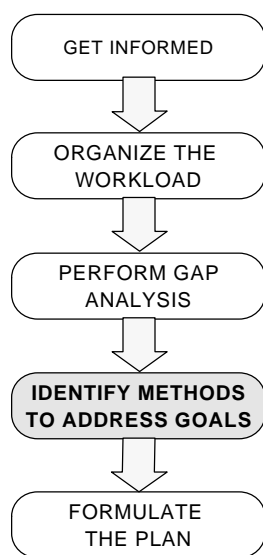 GET INFORMED
ORGANIZE THE
WORKLOAD
PERFORM GAP
ANALYSIS
IDENTIFY METHODS
TO ADDRESS GOALS
FORMULATE
THE PLAN